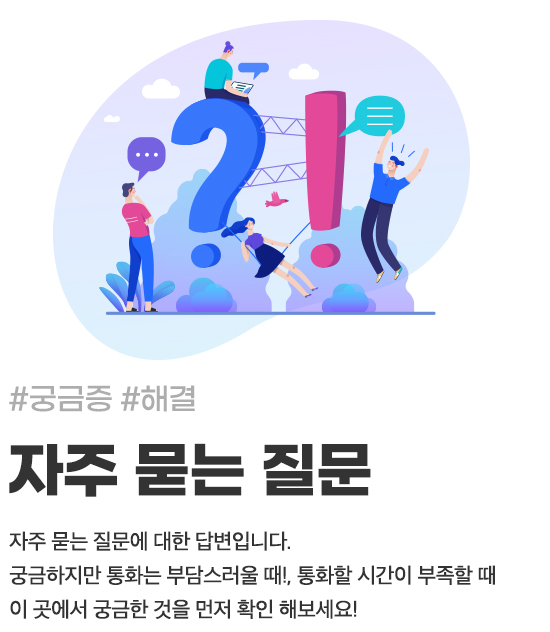 #궁금증 #해결
자주 묻는 질문
자주 묻는 질문에 대한 답변입니다.
궁금하지만 통화는 부담스러울 때!, 통화할 시간이 부족할 때
이 곳에서 궁금한 것을 먼저 확인 해보세요!